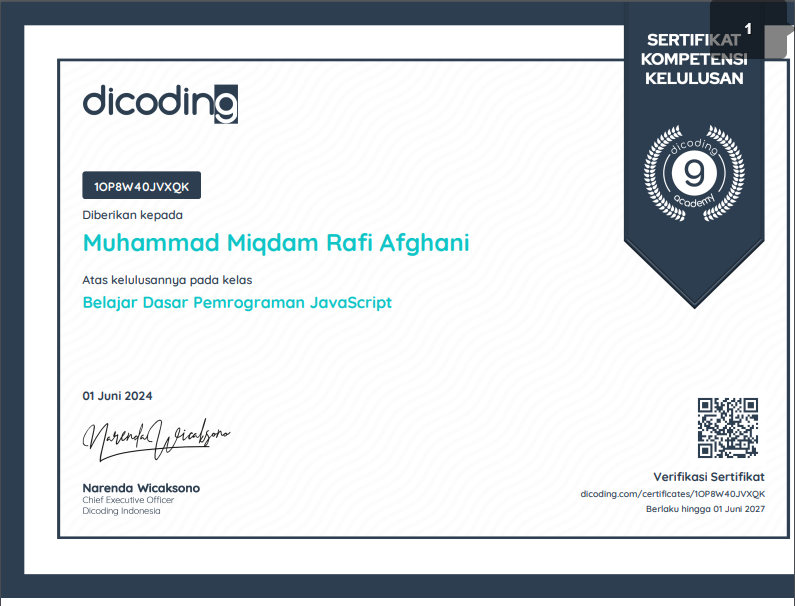 1
SERTIFIKAT
KOMPETENSI
KELULUSAN
dicoding
dicoding
9
academy
1OP8W40JVXQK
Diberikan kepada
Muhammad Miqdam Rafi Afghani
Atas kelulusannya pada kelas
Belajar Dasar Pemrograman JavaScript
01 Juni 2024
Narenda Wicaksono
Narenda Wicaksono
Chief Executive Officer
Dicoding Indonesia
Verifikasi Sertifikat
dicoding.com/certificates/1OP8W40JVXQK
Berlaku hingga 01 Juni 2027